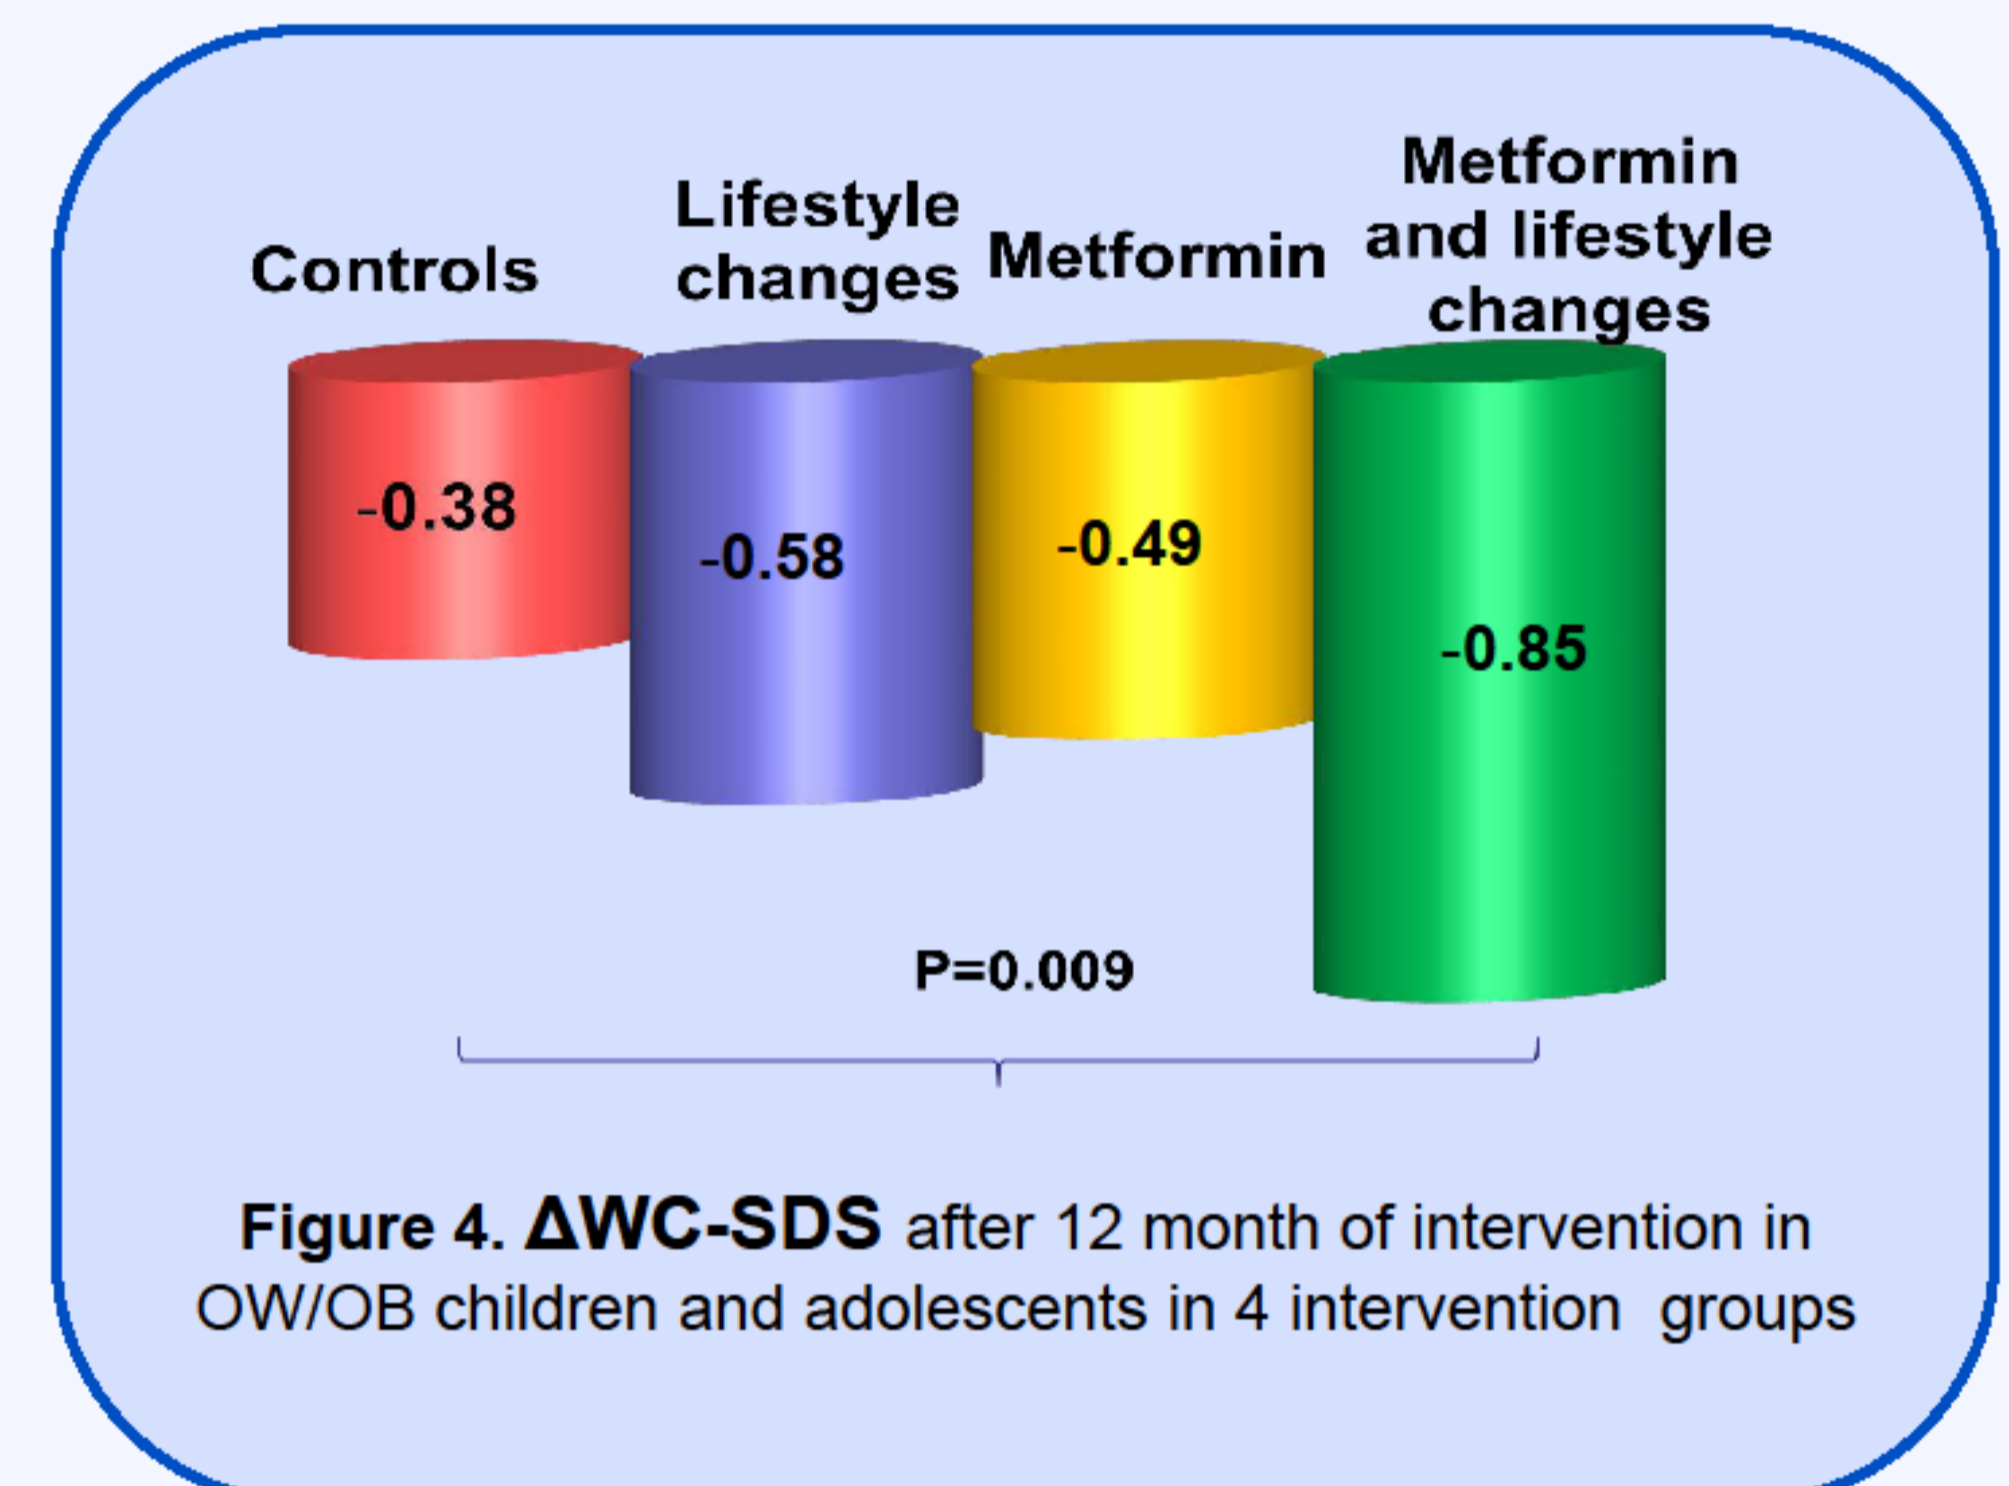 Controls
Lifestyle
changes
Metformin
Metformin
and lifestyle
changes
-0.38
-0.58
-0.49
-0.85
P=0.009
Figure 4. ΔWC-SDS after 12 month of intervention in
OW/OB children and adolescents in 4 intervention groups